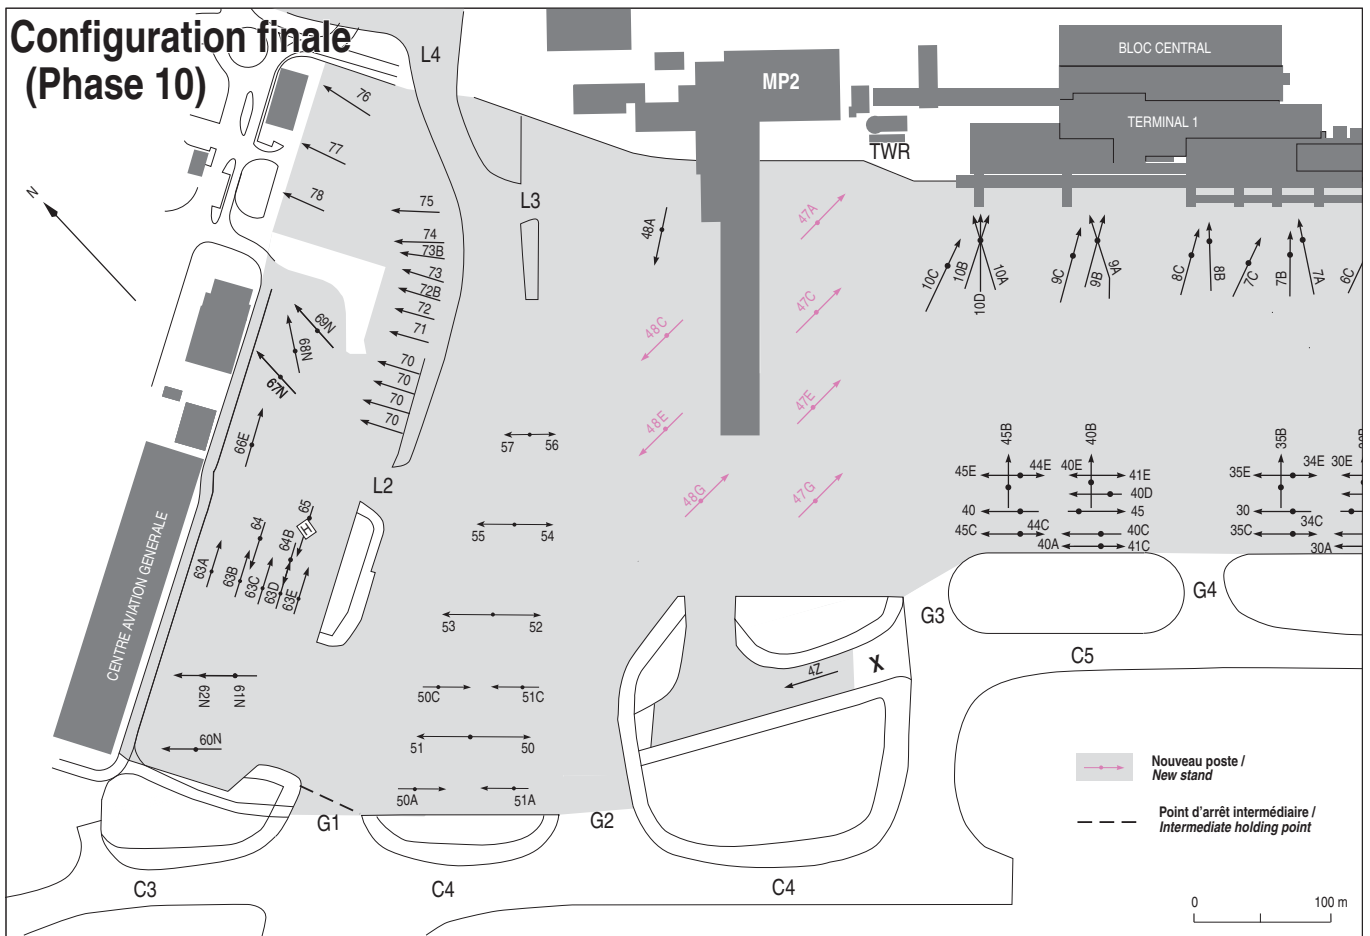 Configuration finale
(Phase 10)
L4
BLOC CENTRAL
MP2
TERMINAL 1
TWR
76
77
78
75
74
73B
73
72B
72
71
70
70
70
70
L3
N
48A
47A
47C
48C
47E
48E
48G
47G
10C
10B
10D
10A
9C
9B
9A
8C
8B
7C
7B
7A
6C
69N
68N
67N
66E
57
56
L2
55
54
65
64
64B
63A
63B
63C
63D
63E
H
CENTRE AVIATION GENERALE
45B
40B
35B
45E
44E
40E
41E
40D
40
45
45C
44C
40A
40C
41C
35E
34E
30E
30
34C
35C
30A
53
52
G3
G4
C5
X
4Z
62N
61N
50C
51C
60N
51
50
50A
51A
G1
G2
C3
C4
C4
Nouveau poste /
New stand
Point d'arrêt intermédiaire /
Intermediate holding point
0
100 m